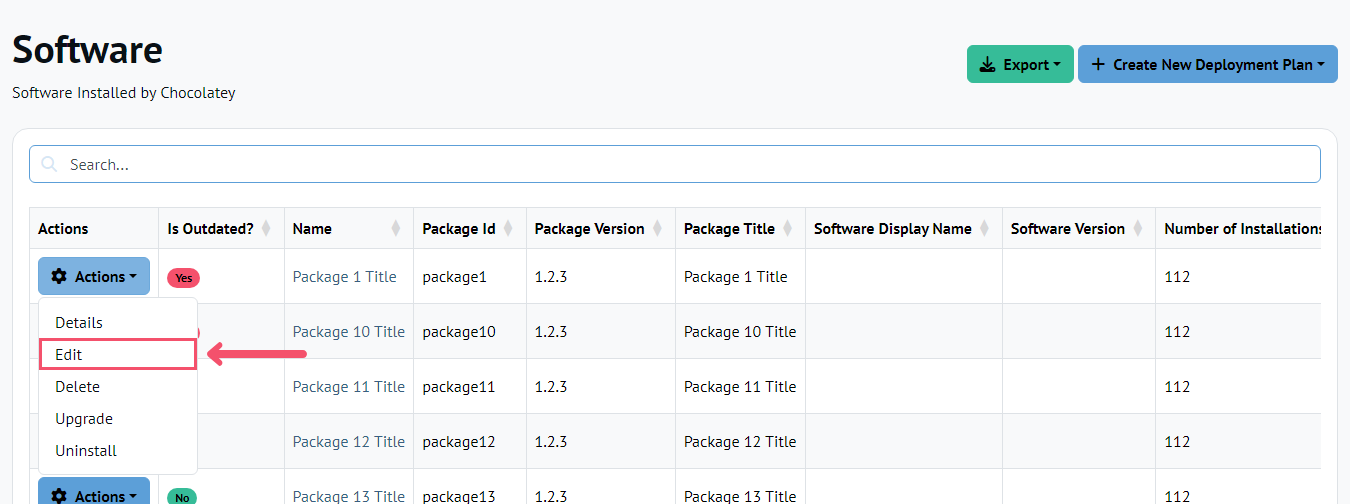 Software
Export
Create New Deployment Plan
Software Installed by Chocolatey
Search...
Actions Is Outdated? Name Package Id Package Version Package Title Software Display Name Software Version Number of Installations
Actions Yes Package 1 Title package1 1.2.3 Package 1 Title 112
Details
Package 10 Title package10 1.2.3 Package 10 Title 112
Edit
Delete
Package 11 Title package11 1.2.3 Package 11 Title 112
Upgrade
Package 12 Title package12 1.2.3 Package 12 Title 112
Uninstall
Actions No Package 13 Title package13 1.2.3 Package 13 Title 112